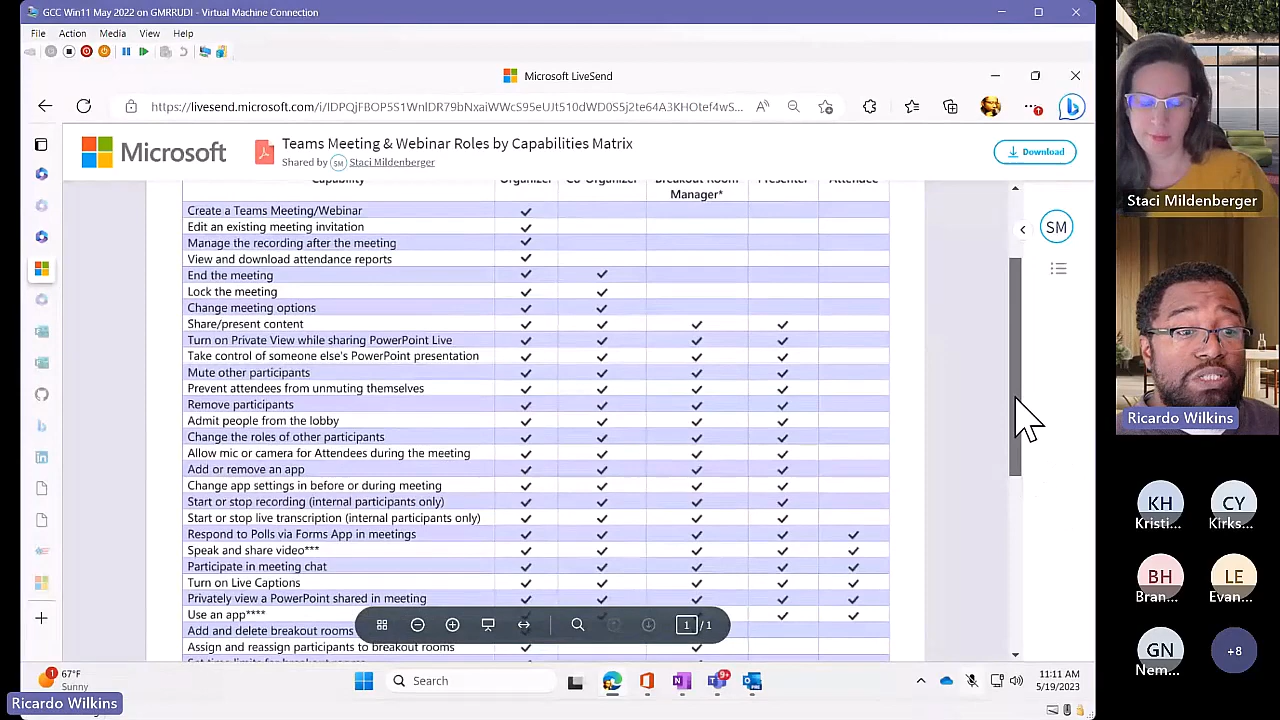 GCC Win11 May 2022 on GMRRUDI - Virtual Machine Connection
File Action Media View Help
Microsoft LiveSend
Microsoft
Teams Meeting & Webinar Roles by Capabilities Matrix
Shared by SM Staci Mildenberger
Download
Capability Organizer Co-Organizer Breakout Room Manager* Presenter Attendee
Create a Teams Meeting/Webinar
Edit an existing meeting invitation
Manage the recording after the meeting
View and download attendance reports
End the meeting
Lock the meeting
Change meeting options
Share/present content
Turn on Private View while sharing PowerPoint Live
Take control of someone else's PowerPoint presentation
Mute other participants
Prevent attendees from unmuting themselves
Remove participants
Admit people from the lobby
Change the roles of other participants
Allow mic or camera for Attendees during the meeting
Add or remove an app
Change app settings in before or during meeting
Start or stop recording (internal participants only)
Start or stop live transcription (internal participants only)
Respond to Polls via Forms App in meetings
Speak and share video***
Participate in meeting chat
Turn on Live Captions
Privately view a PowerPoint shared in meeting
Use an app****
Add and delete breakout rooms
Assign and reassign participants to breakout rooms
1 / 1
SM
1
67°F
Sunny
Search
9+
11:11 AM
5/19/2023
Ricardo Wilkins
Staci Mildenberger
Ricardo Wilkins
KH
Kristi...
CY
Kirks...
BH
Bran...
LE
Evan...
GN
Nem...
+8